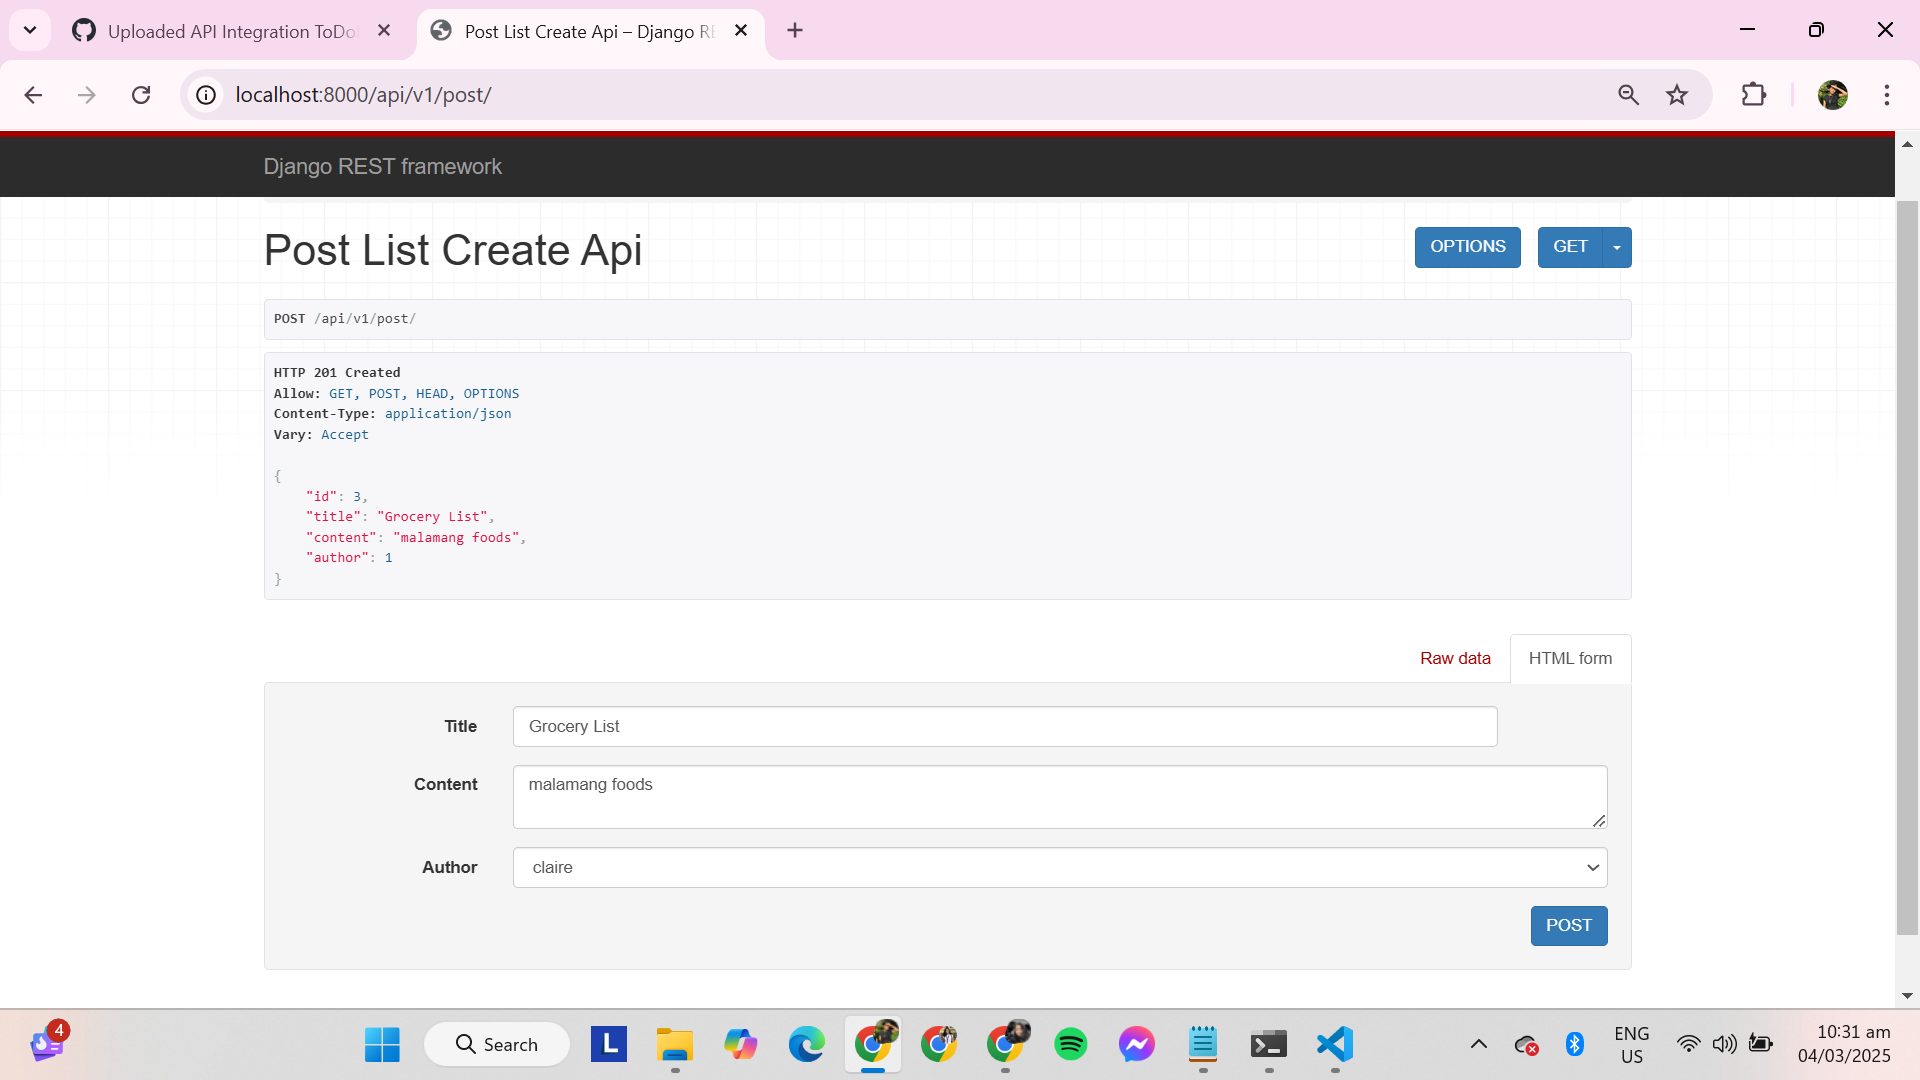 Uploaded API Integration ToDo
Post List Create Api – Django RE
localhost:8000/api/v1/post/
Django REST framework
Post List Create Api
OPTIONS
GET
POST /api/v1/post/
HTTP 201 Created
Allow: GET, POST, HEAD, OPTIONS
Content-Type: application/json
Vary: Accept
{
    "id": 3,
    "title": "Grocery List",
    "content": "malamang foods",
    "author": 1
}
Raw data
HTML form
Title
Grocery List
Content
malamang foods
Author
claire
POST
4
Search
L
ENG
US
10:31 am
04/03/2025